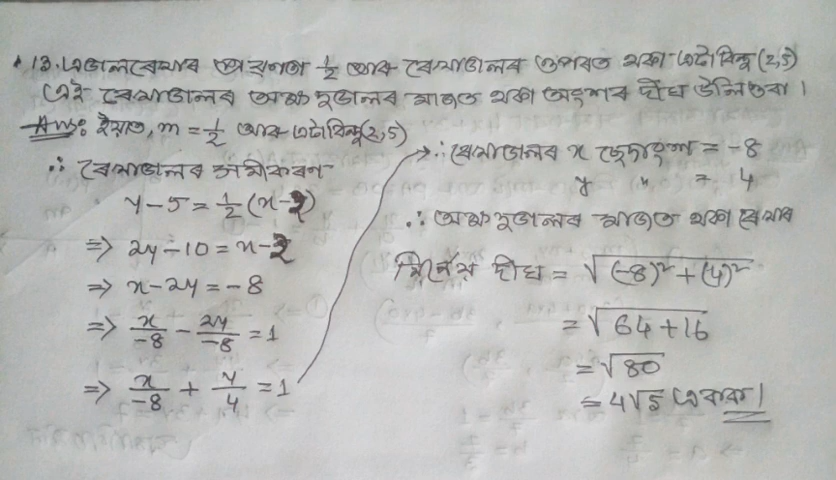 13. এডালৰেখাৰ প্ৰৱণতা 1/2 আৰু ৰেখাডালৰ ওপৰত থকা এটা বিন্দু (2,5)
এই ৰেখাডালৰ অক্ষ দুডালৰ মাজত থকা অংশৰ দীঘ উলিওৱা।
Ans: ইয়াত, m = 1/2 আৰু এটা বিন্দু (2,5)
∴ ৰেখাডালৰ সমীকৰণ
y-5 = 1/2 (x-2)
⇒ 2y-10 = x-2
⇒ x-2y = -8
⇒ x/-8 - 2y/-8 = 1
⇒ x/-8 + y/4 = 1
∴ ৰেখাডালৰ x ছেদাংশ = -8
y " = 4
∴ অক্ষ দুডালৰ মাজত থকা ৰেখাৰ
নিৰ্ণেয় দীঘ = √(-8)² + (4)²
= √64+16
= √80
= 4√5 একক।